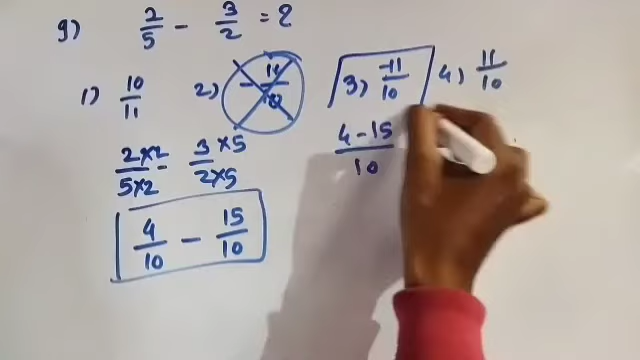 9) 2/5 - 3/2 = ?
1) 10/11 2) - 11/10 3) -11/10 4) 11/10
2×2/5×2 - 3×5/2×5 4-15/10
4/10 - 15/10